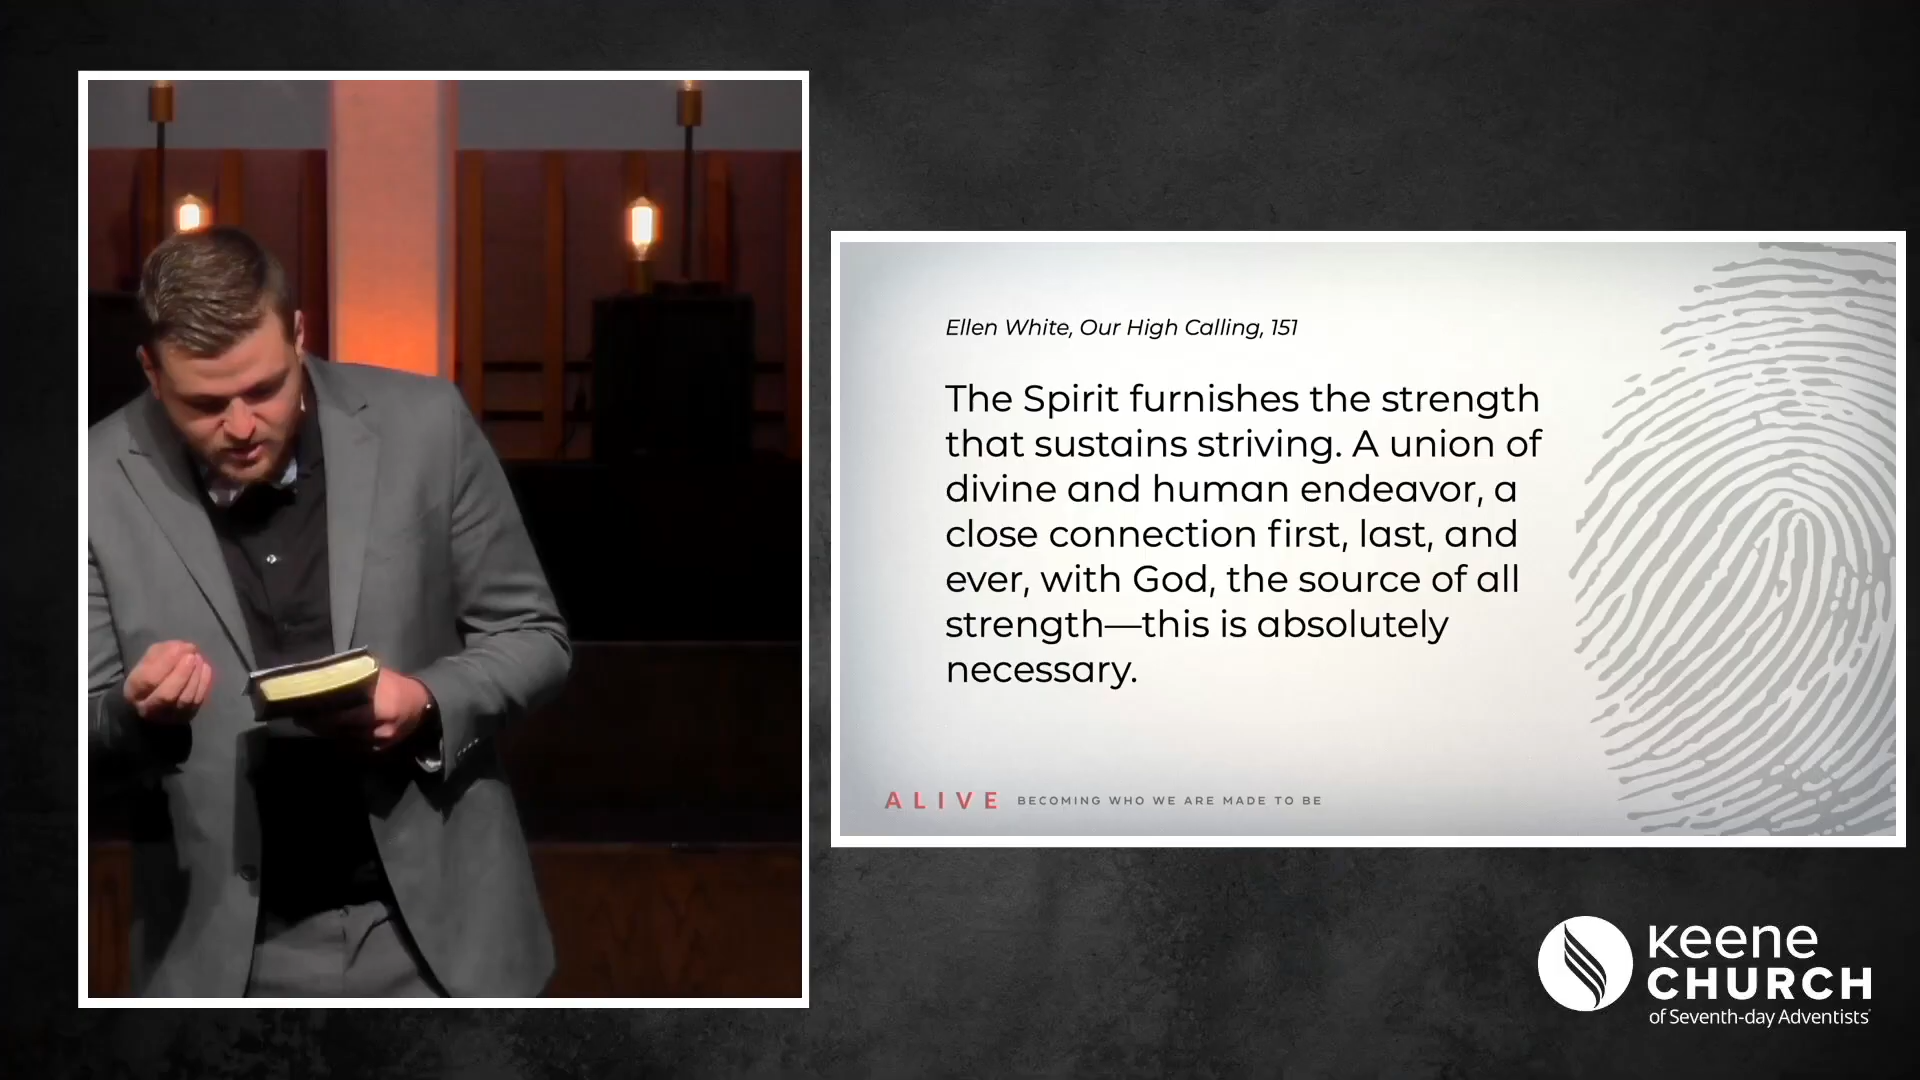 Ellen White, Our High Calling, 151
The Spirit furnishes the strength
that sustains striving. A union of
divine and human endeavor, a
close connection first, last, and
ever, with God, the source of all
strength—this is absolutely
necessary.
ALIVE BECOMING WHO WE ARE MADE TO BE
Keene
CHURCH
of Seventh-day Adventists